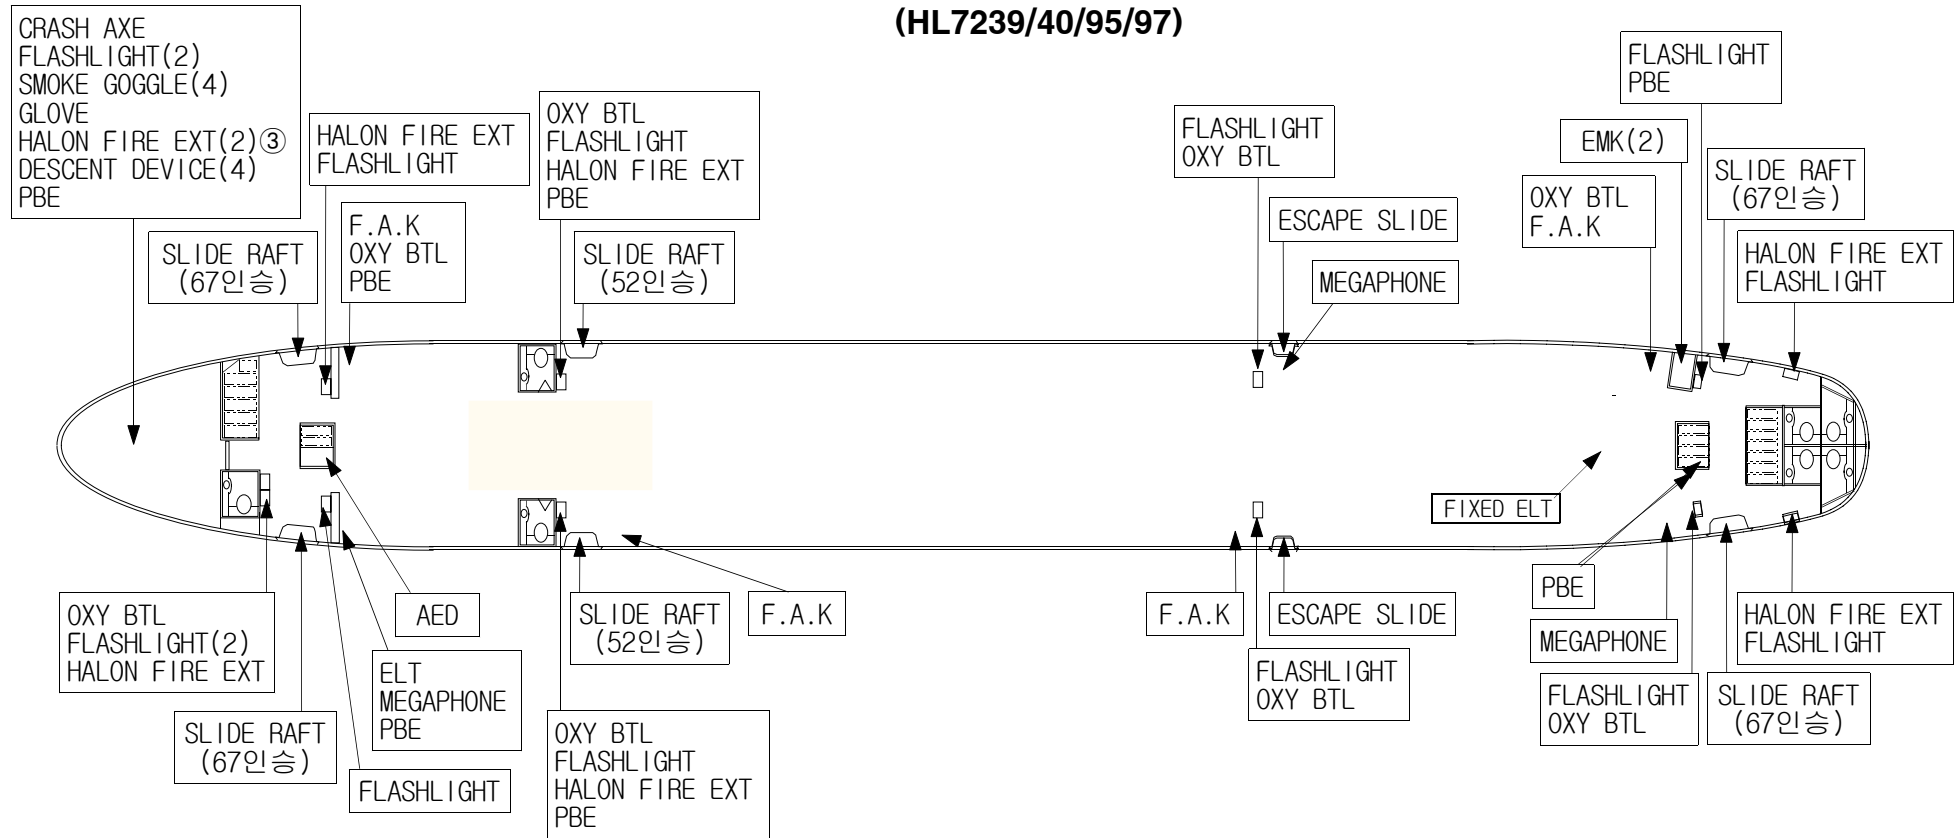 (HL7239/40/95/97)
CRASH AXE
FLASHLIGHT(2)
SMOKE GOGGLE(4)
GLOVE
HALON FIRE EXT(2)③
DESCENT DEVICE(4)
PBE
HALON FIRE EXT
FLASHLIGHT
OXY BTL
FLASHLIGHT
HALON FIRE EXT
PBE
FLASHLIGHT
OXY BTL
FLASHLIGHT
PBE
EMK(2)
SLIDE RAFT
(67인승)
F.A.K
OXY BTL
PBE
SLIDE RAFT
(52인승)
ESCAPE SLIDE
MEGAPHONE
OXY BTL
F.A.K
SLIDE RAFT
(67인승)
HALON FIRE EXT
FLASHLIGHT
FIXED ELT
OXY BTL
FLASHLIGHT(2)
HALON FIRE EXT
AED
SLIDE RAFT
(52인승)
F.A.K
F.A.K
ESCAPE SLIDE
PBE
HALON FIRE EXT
FLASHLIGHT
SLIDE RAFT
(67인승)
ELT
MEGAPHONE
PBE
FLASHLIGHT
OXY BTL
FLASHLIGHT
HALON FIRE EXT
PBE
FLASHLIGHT
OXY BTL
MEGAPHONE
FLASHLIGHT
OXY BTL
SLIDE RAFT
(67인승)